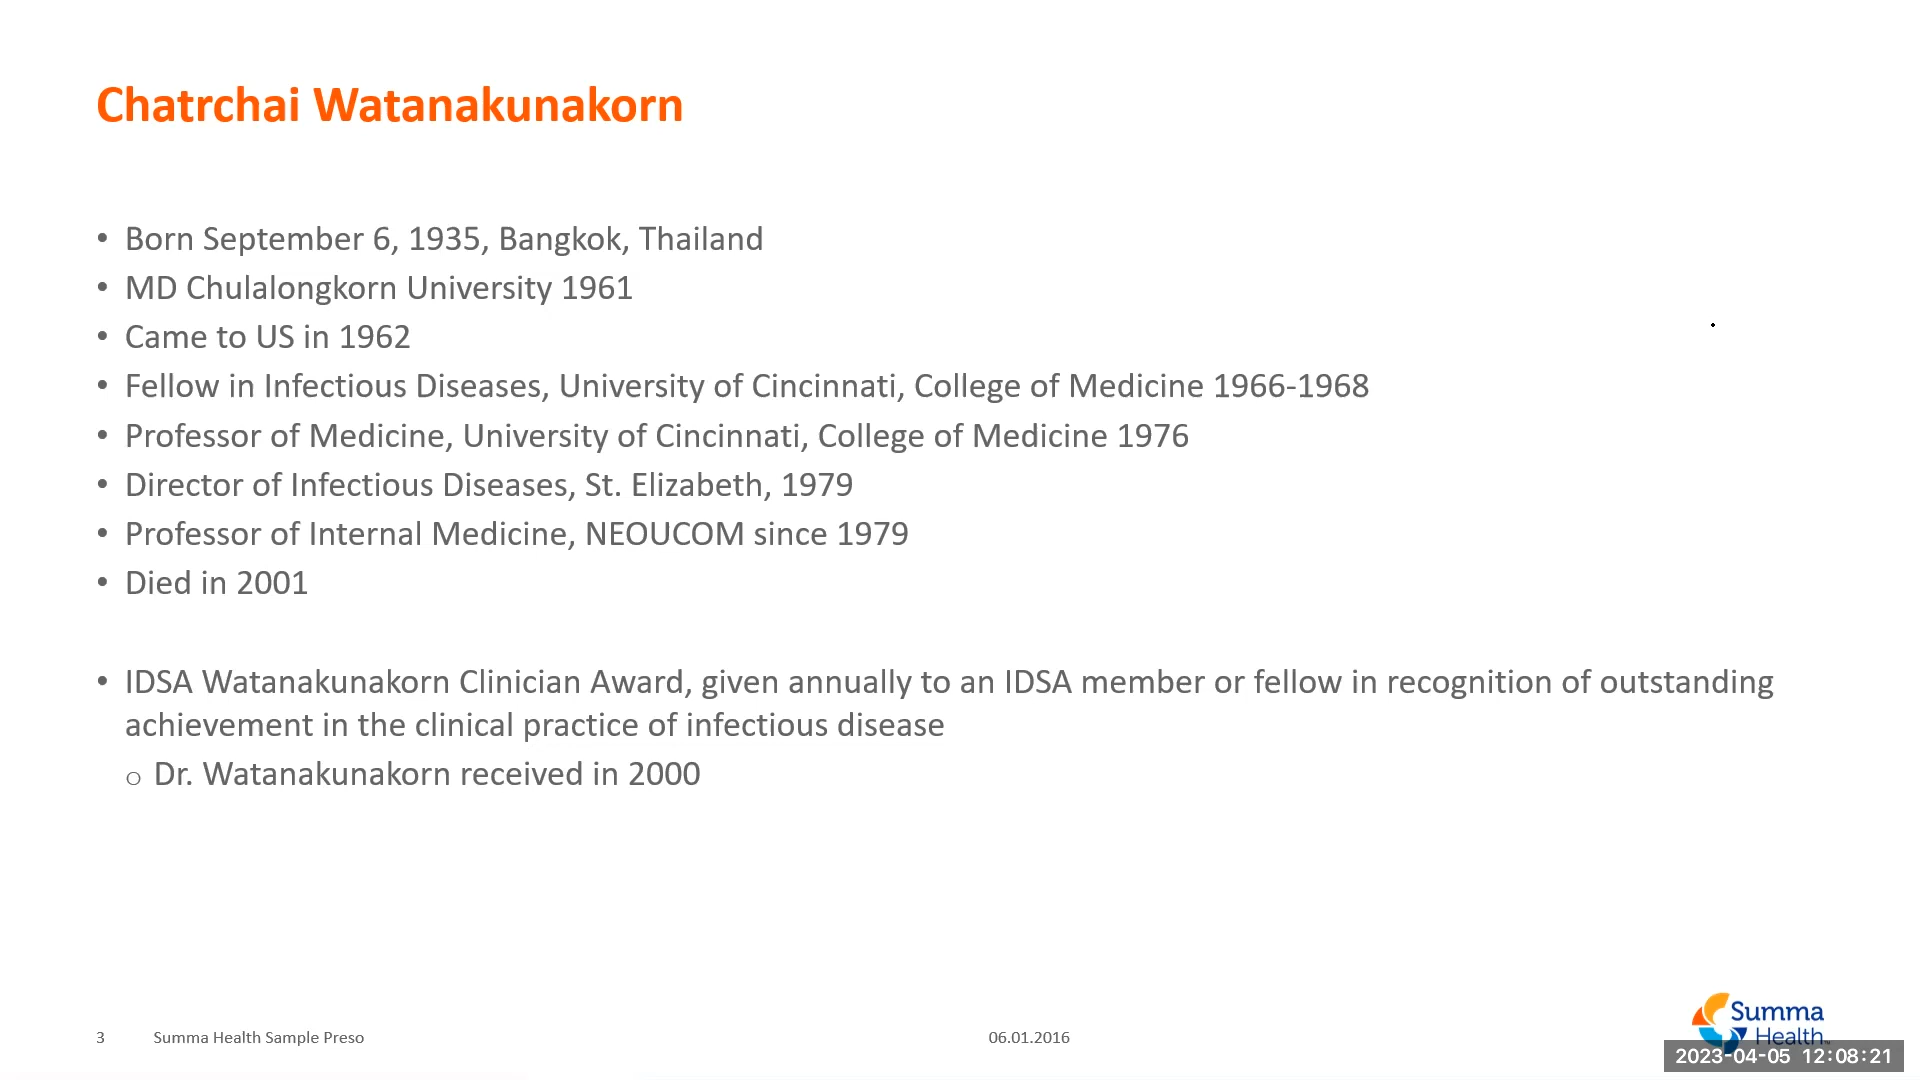 Chatrchai Watanakunakorn
• Born September 6, 1935, Bangkok, Thailand
• MD Chulalongkorn University 1961
• Came to US in 1962
• Fellow in Infectious Diseases, University of Cincinnati, College of Medicine 1966-1968
• Professor of Medicine, University of Cincinnati, College of Medicine 1976
• Director of Infectious Diseases, St. Elizabeth, 1979
• Professor of Internal Medicine, NEOUCOM since 1979
• Died in 2001
• IDSA Watanakunakorn Clinician Award, given annually to an IDSA member or fellow in recognition of outstanding
achievement in the clinical practice of infectious disease
o Dr. Watanakunakorn received in 2000
3 Summa Health Sample Preso 06.01.2016
Summa
Health
2023-04-05 12:08:21